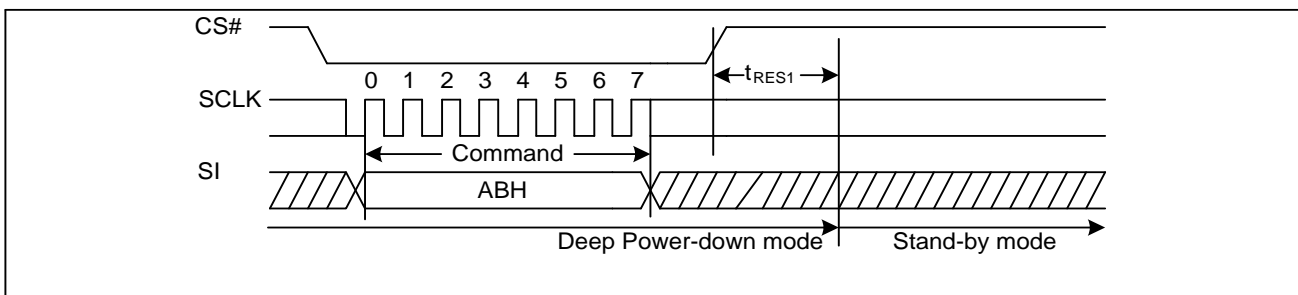 CS#
tRES1
0 1 2 3 4 5 6 7
SCLK
Command
SI
ABH
Deep Power-down mode Stand-by mode